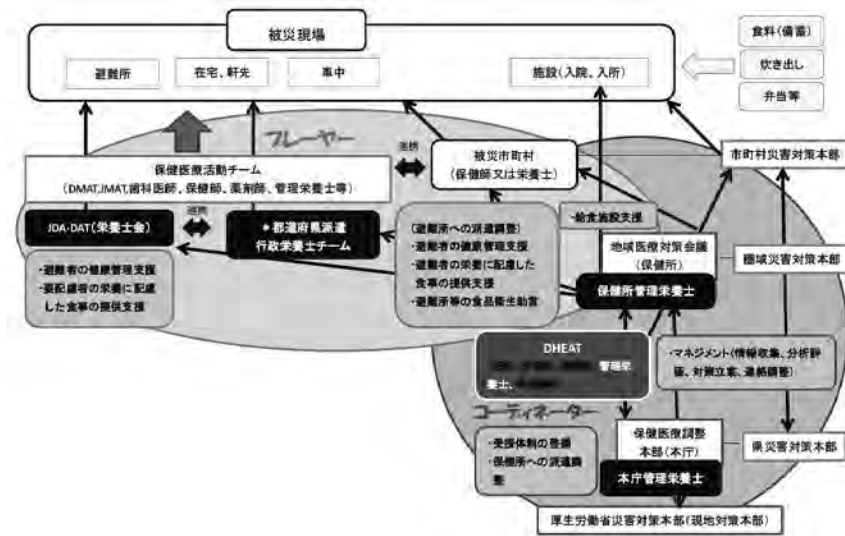 被災現場
避難所
在宅、軒先
車中
施設(入院、入所)
食料(備蓄)
炊き出し
弁当等
プレーヤー
保健医療活動チーム
(DMAT,JMAT,歯科医師、保健師、薬剤師、管理栄養士等)
連携
被災市町村
(保健師又は栄養士)
市町村災害対策本部
JDA-DAT(栄養士会)
連携
*都道府県派遣
行政栄養士チーム
(避難所への派遣調整)
・避難者の健康管理支援
・避難者の栄養に配慮した
食事の提供支援
・避難所等の食品衛生助言
・給食施設支援
地域医療対策会議
(保健所)
保健所管理栄養士
圏域災害対策本部
・避難者の健康管理支援
・要配慮者の栄養に配慮
した食事の提供支援
DHEAT
管理栄
養士、
・マネジメント(情報収集、分析評
価、対策立案、連絡調整)
コーディネーター
・受援体制の整備
・保健所への派遣調
整
保健医療調整
本部(本庁)
本庁管理栄養士
県災害対策本部
厚生労働省災害対策本部(現地対策本部)